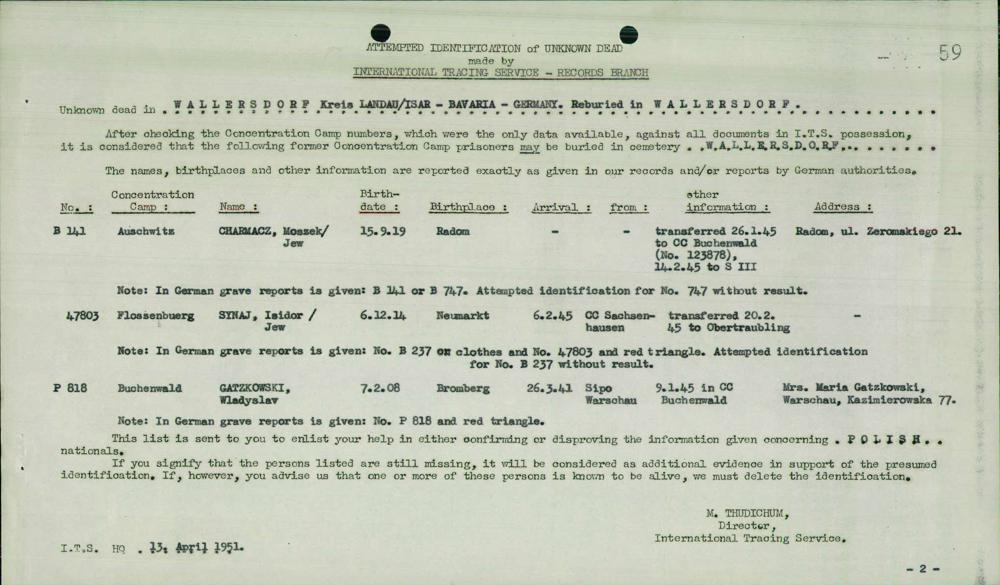 ATTEMPTED IDENTIFICATION of UNKNOWN DEAD
made by
INTERNATIONAL TRACING SERVICE - RECORDS BRANCH
59
Unknown dead in . W A L L E R S D O R F Kreis LANDAU/ISAR - BAVARIA - GERMANY. Reburied in W A L L E R S D O R F .
After checking the Concentration Camp numbers, which were the only data available, against all documents in I.T.S. possession,
it is considered that the following former Concentration Camp prisoners may be buried in cemetery . .W.A.L.L.E.R.S.D.O.R.F... . . . . . .
The names, birthplaces and other information are reported exactly as given in our records and/or reports by German authorities.
Concentration Birth- other
No. : Camp : Name : date : Birthplace : Arrival : from : information : Address :
B 141 Auschwitz CHARMACZ, Moszek/ 15.9.19 Radom - - transferred 26.1.45 Radom, ul. Zeromskiego 21.
Jew to CC Buchenwald
(No. 123878),
14.2.45 to S III
Note: In German grave reports is given: B 141 or B 747. Attempted identification for No. 747 without result.
47803 Flossenbuerg SYNAJ, Isidor / 6.12.14 Neumarkt 6.2.45 CC Sachsen- transferred 20.2. -
Jew hausen 45 to Obertraubling
Note: In German grave reports is given: No. B 237 on clothes and No. 47803 and red triangle. Attempted identification
for No. B 237 without result.
P 818 Buchenwald GATZKOWSKI, 7.2.08 Bromberg 26.3.41 Sipo 9.1.45 in CC Mrs. Maria Gatzkowski,
Wladyslav Warschau Buchenwald Warschau, Kazimierowska 77.
Note: In German grave reports is given: No. P 818 and red triangle.
This list is sent to you to enlist your help in either confirming or disproving the information given concerning . P O L I S H . .
nationals.
If you signify that the persons listed are still missing, it will be considered as additional evidence in support of the presumed
identification. If, however, you advise us that one or more of these persons is known to be alive, we must delete the identification.
M. THUDICHUM,
Director,
International Tracing Service.
I.T.S. HQ . 13. April 1951.
- 2 -